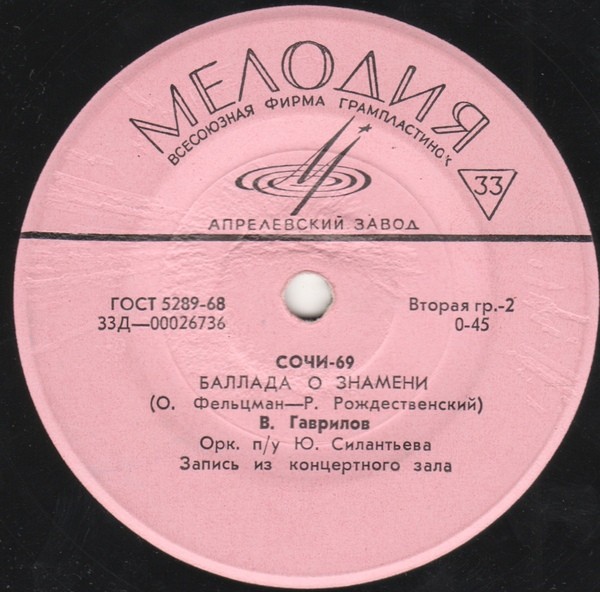 МЕЛОДИЯ
ВСЕСОЮЗНАЯ ФИРМА ГРАМПЛАСТИНОК
33
АПРЕЛЕВСКИЙ ЗАВОД
ГОСТ 5289-68
33Д—00026736
Вторая гр.-2
0-45
СОЧИ-69
БАЛЛАДА О ЗНАМЕНИ
(О. Фельцман—Р. Рождественский)
В. Гаврилов
Орк. п/у Ю. Силантьева
Запись из концертного зала